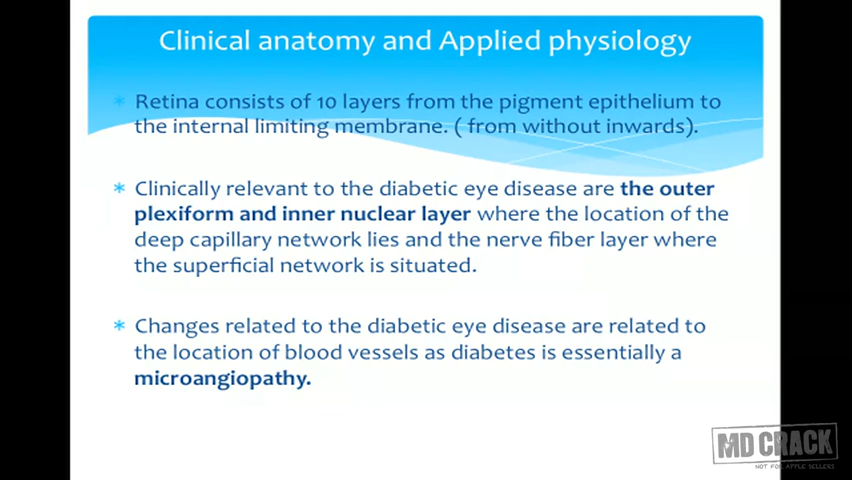 Clinical anatomy and Applied physiology
* Retina consists of 10 layers from the pigment epithelium to
the internal limiting membrane. ( from without inwards).
* Clinically relevant to the diabetic eye disease are the outer
plexiform and inner nuclear layer where the location of the
deep capillary network lies and the nerve fiber layer where
the superficial network is situated.
* Changes related to the diabetic eye disease are related to
the location of blood vessels as diabetes is essentially a
microangiopathy.
MD CRACK
NOT FOR APPLE SELLERS